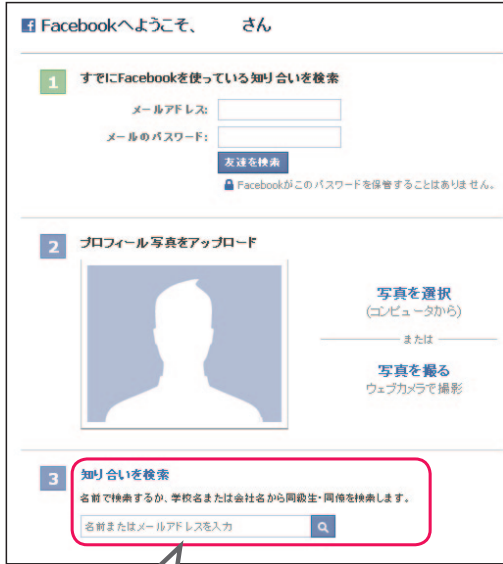 Facebookへようこそ、 さん
1 すでにFacebookを使っている知り合いを検索
メールアドレス:
メールのパスワード:
友達を検索
Facebookがこのパスワードを保管することはありません。
2 プロフィール写真をアップロード
写真を選択
(コンピュータから)
または
写真を撮る
ウェブカメラで撮影
3 知り合いを検索
名前で検索するか、学校名または会社名から同級生・同僚を検索します。
名前またはメールアドレスを入力